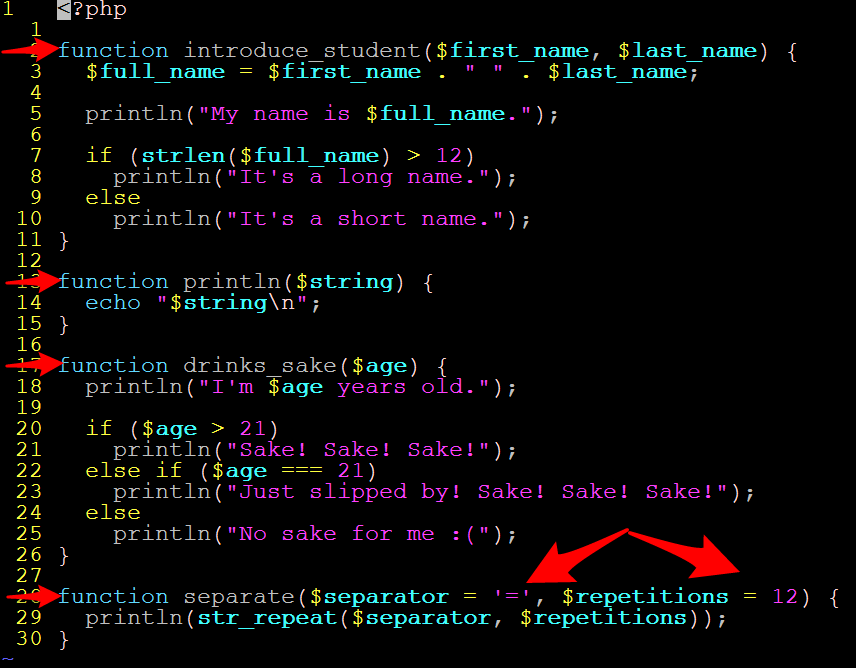 1 <?php
1
2 function introduce_student($first_name, $last_name) {
3 $full_name = $first_name . " " . $last_name;
4
5 println("My name is $full_name.");
6
7 if (strlen($full_name) > 12)
8 println("It's a long name.");
9 else
10 println("It's a short name.");
11 }
12
13 function println($string) {
14 echo "$string\n";
15 }
16
17 function drinks_sake($age) {
18 println("I'm $age years old.");
19
20 if ($age > 21)
21 println("Sake! Sake! Sake!");
22 else if ($age === 21)
23 println("Just slipped by! Sake! Sake! Sake!");
24 else
25 println("No sake for me :(");
26 }
27
28 function separate($separator = '=', $repetitions = 12) {
29 println(str_repeat($separator, $repetitions));
30 }
~